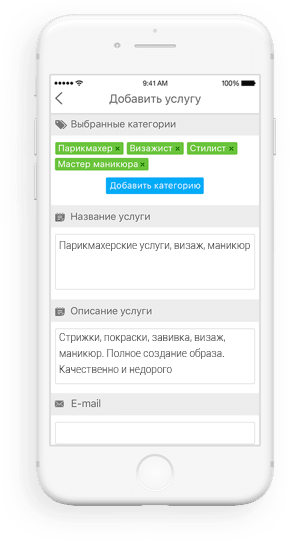 9:41 AM 100%
Добавить услугу
Выбранные категории
Парикмахер × Визажист × Стилист ×
Мастер маникюра ×
Добавить категорию
Название услуги
Парикмахерские услуги, визаж, маникюр
Описание услуги
Стрижки, покраски, завивка, визаж,
маникюр. Полное создание образа.
Качественно и недорого
E-mail